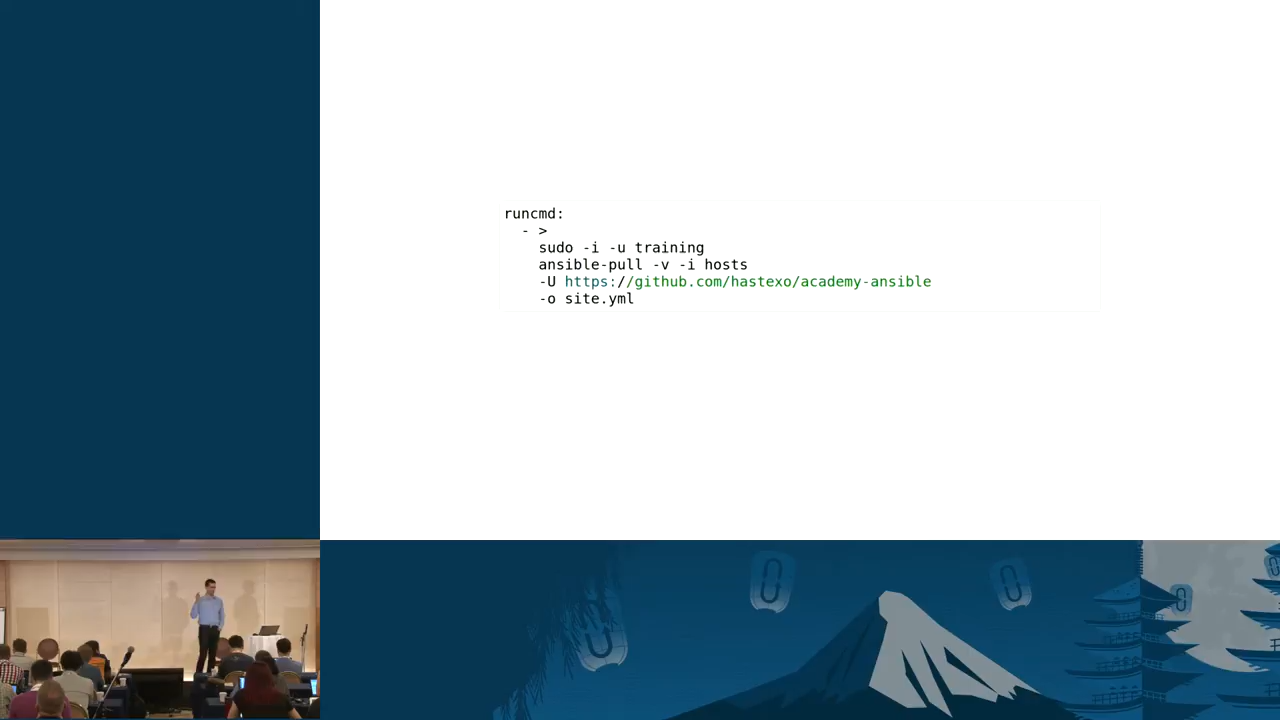 runcmd:
- >
sudo -i -u training
ansible-pull -v -i hosts
-U https://github.com/hastexo/academy-ansible
-o site.yml